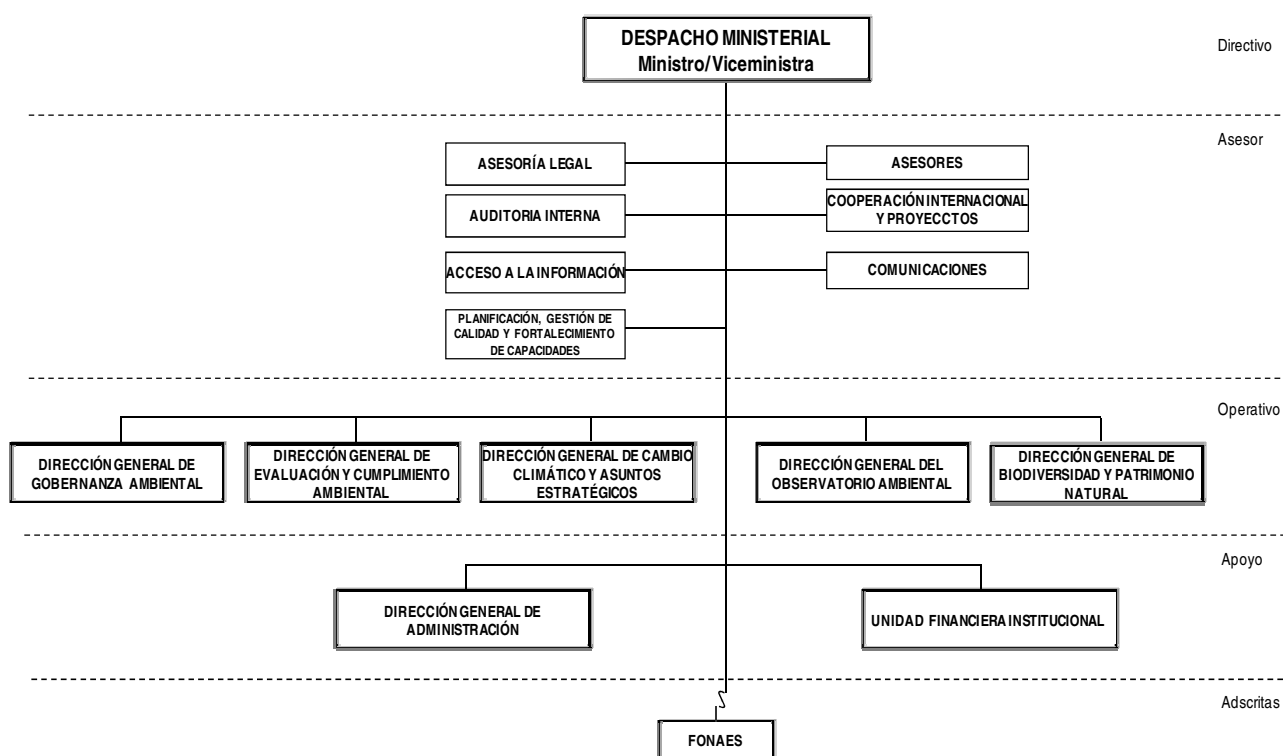 DESPACHO MINISTERIAL
Ministro/Viceministra
Directivo
Asesor
ASESORÍA LEGAL
ASESORES
AUDITORIA INTERNA
COOPERACIÓN INTERNACIONAL
Y PROYECCTOS
ACCESO A LA INFORMACIÓN
COMUNICACIONES
PLANIFICACIÓN, GESTIÓN DE
CALIDAD Y FORTALECIMIENTO
DE CAPACIDADES
Operativo
DIRECCIÓN GENERAL DE
GOBERNANZA AMBIENTAL
DIRECCIÓN GENERAL DE
EVALUACIÓN Y CUMPLIMIENTO
AMBIENTAL
DIRECCIÓN GENERAL DE CAMBIO
CLIMÁTICO Y ASUNTOS
ESTRATÉGICOS
DIRECCIÓN GENERAL DEL
OBSERVATORIO AMBIENTAL
DIRECCIÓN GENERAL DE
BIODIVERSIDAD Y PATRIMONIO
NATURAL
Apoyo
DIRECCIÓN GENERAL DE
ADMINISTRACIÓN
UNIDAD FINANCIERA INSTITUCIONAL
Adscritas
FONAES